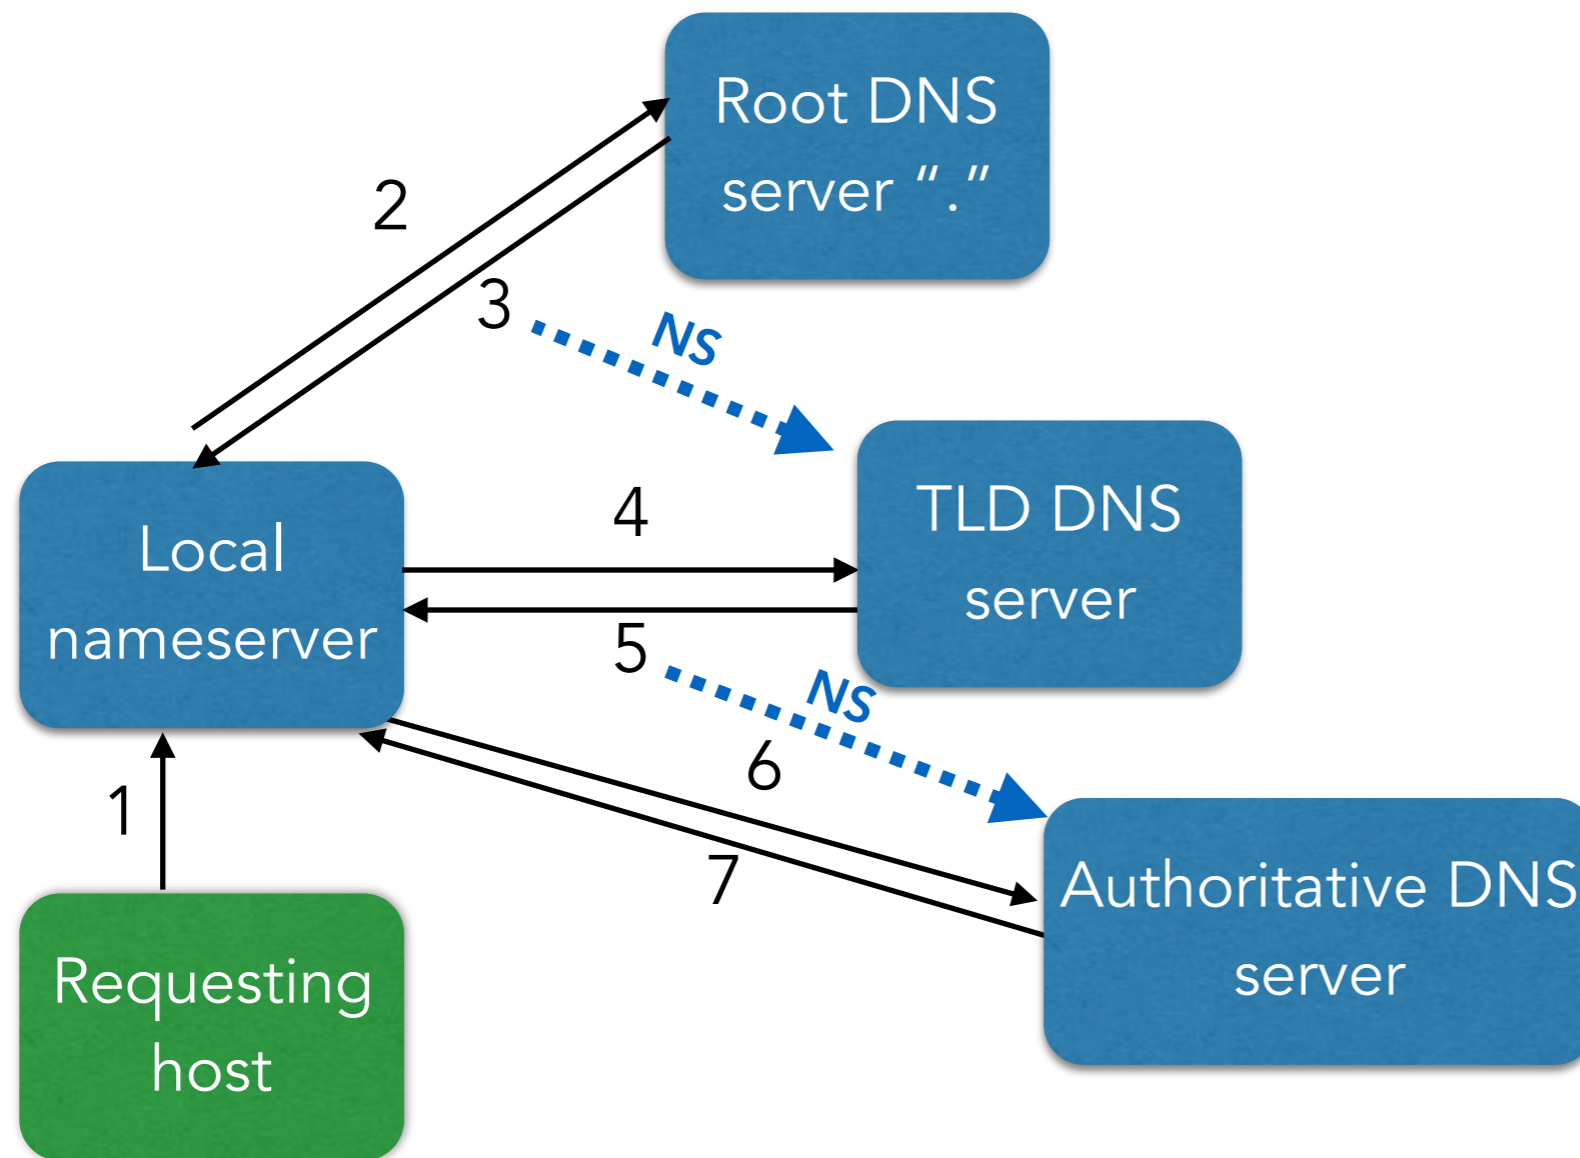 Root DNS
server “.”
2
3
NS
Local
nameserver
4
TLD DNS
server
5
NS
6
7
1
Authoritative DNS
server
Requesting
host